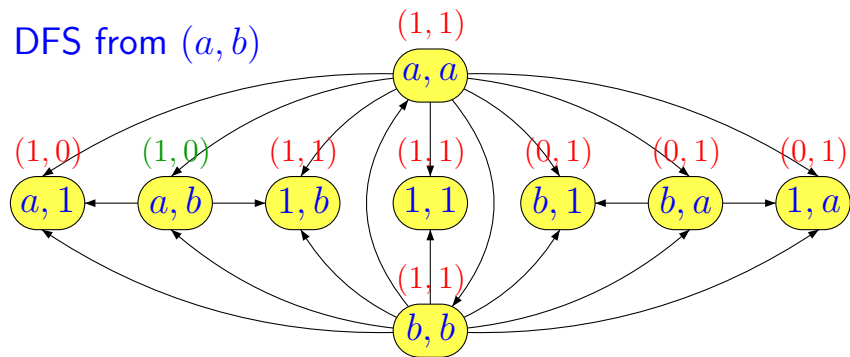 (1, 1)
DFS from (a, b)
a, a
(1, 0) (1, 0) (1, 1) (1, 1) (0, 1) (0, 1) (0, 1)
a, 1 a, b 1, b 1, 1 b, 1 b, a 1, a
(1, 1)
b, b